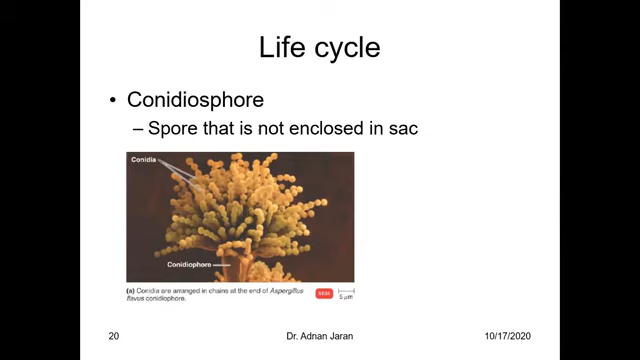 Life cycle
• Conidiosphore
– Spore that is not enclosed in sac
Conidia
Conidiophore
(a) Conidia are arranged in chains at the end of Aspergillus
flavus conidiophore.
SEM
5 μm
20
Dr. Adnan Jaran
10/17/2020